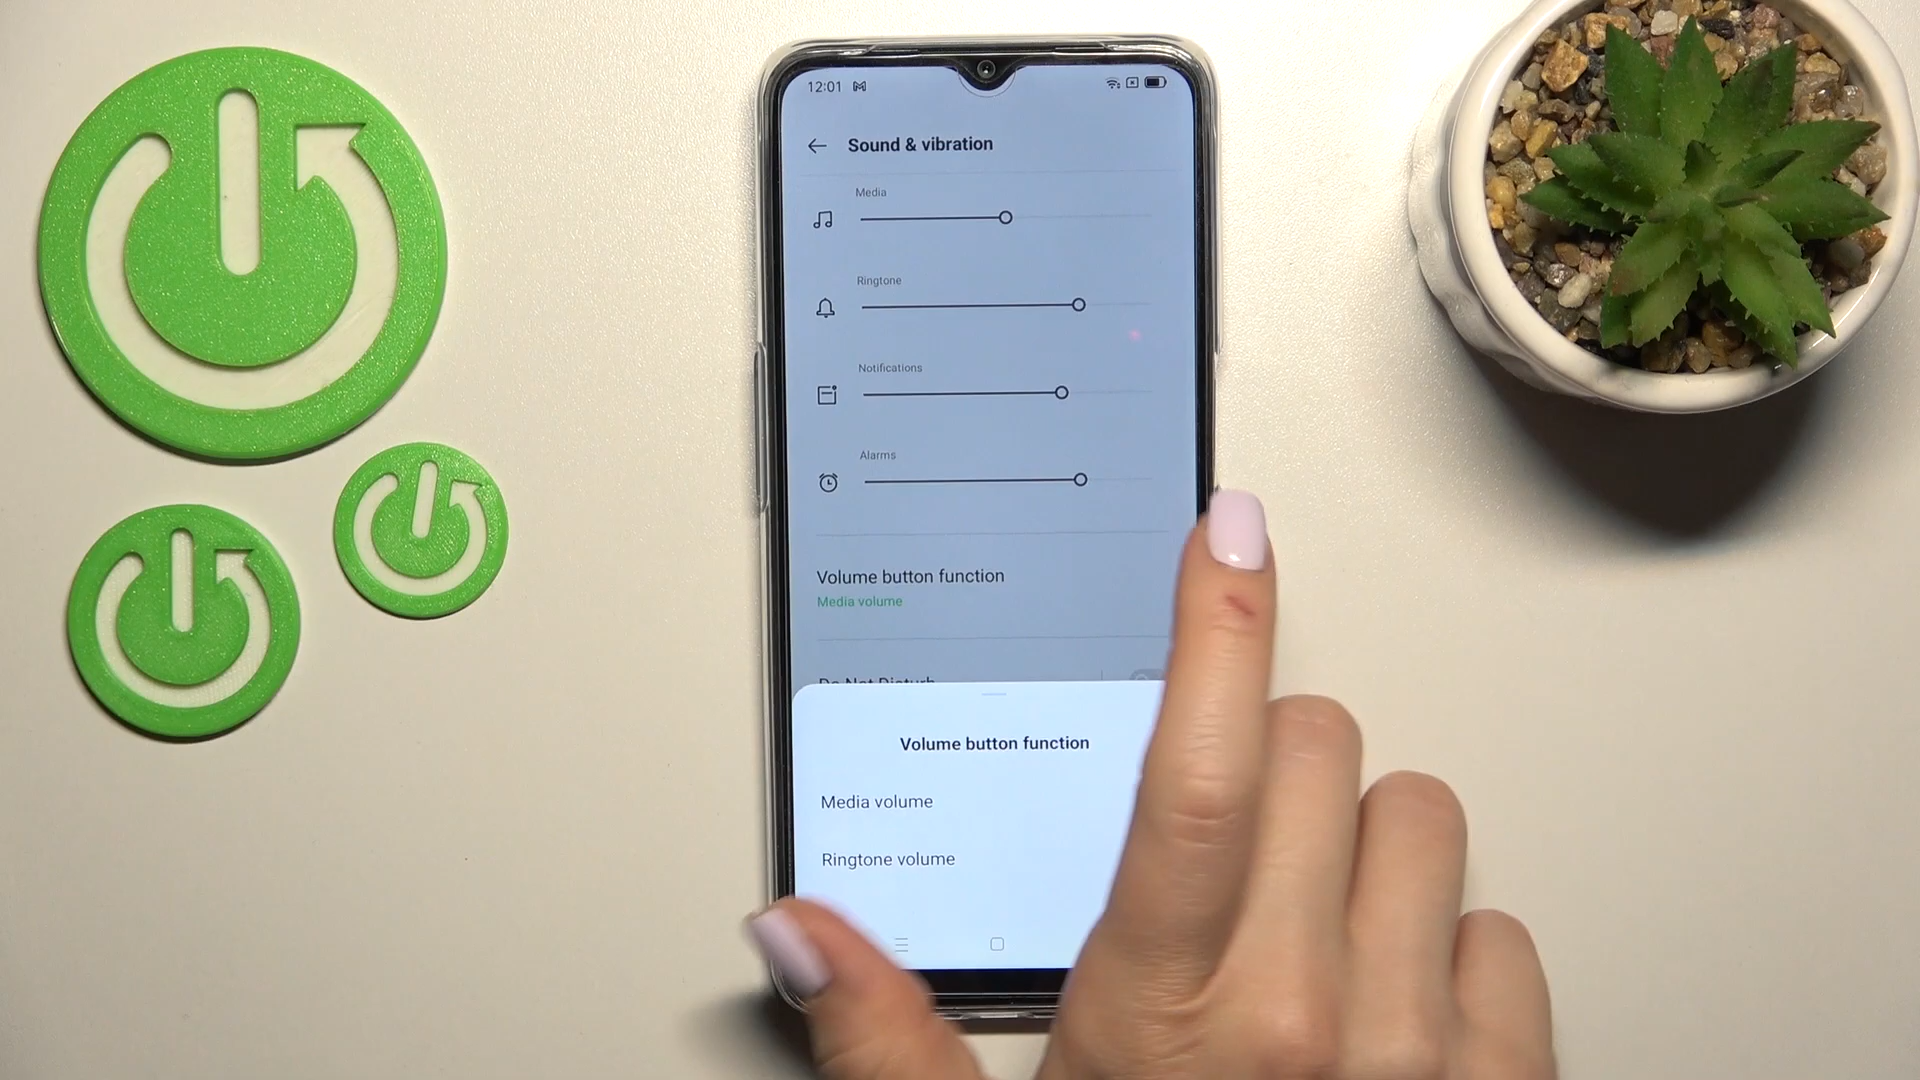 12:01
Sound & vibration
Media
Ringtone
Notifications
Alarms
Volume button function
Media volume
Do Not Disturb
Volume button function
Media volume
Ringtone volume